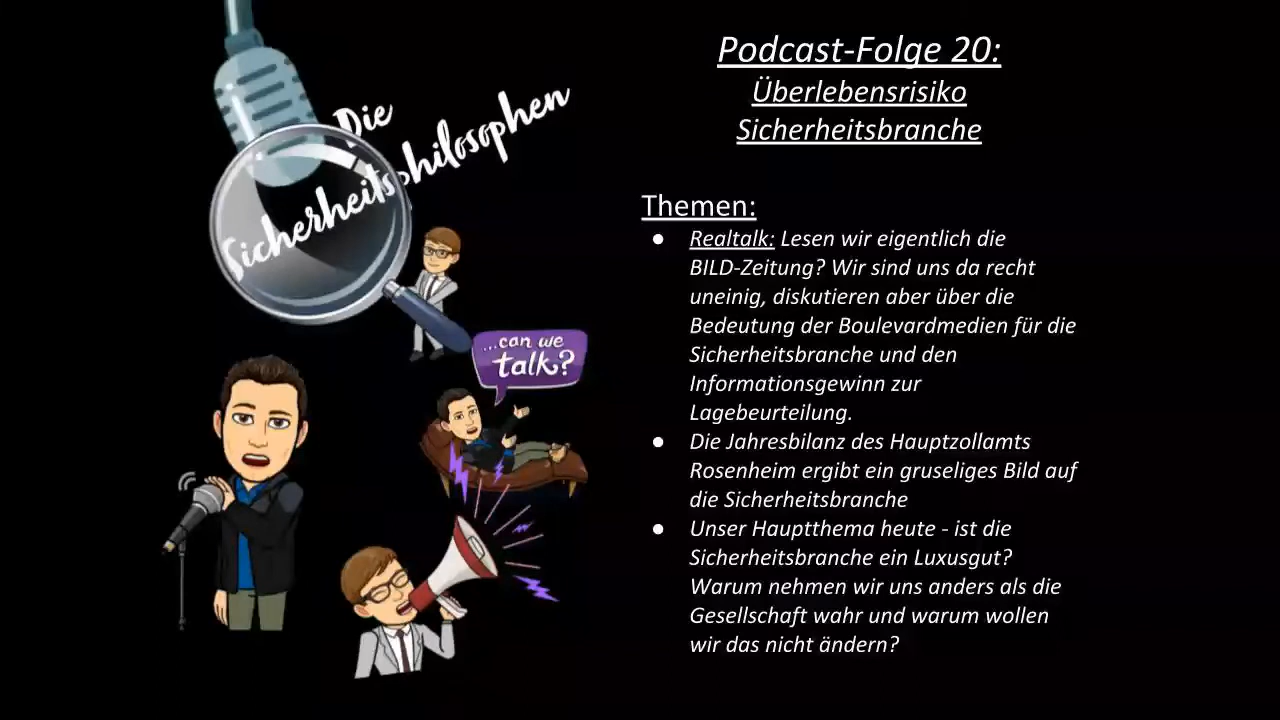 Die
Sicherheitsphilosophen
...can we
talk?
Podcast-Folge 20:
Überlebensrisiko
Sicherheitsbranche
Themen:
● Realtalk: Lesen wir eigentlich die
BILD-Zeitung? Wir sind uns da recht
uneinig, diskutieren aber über die
Bedeutung der Boulevardmedien für die
Sicherheitsbranche und den
Informationsgewinn zur
Lagebeurteilung.
● Die Jahresbilanz des Hauptzollamts
Rosenheim ergibt ein gruseliges Bild auf
die Sicherheitsbranche
● Unser Hauptthema heute - ist die
Sicherheitsbranche ein Luxusgut?
Warum nehmen wir uns anders als die
Gesellschaft wahr und warum wollen
wir das nicht ändern?